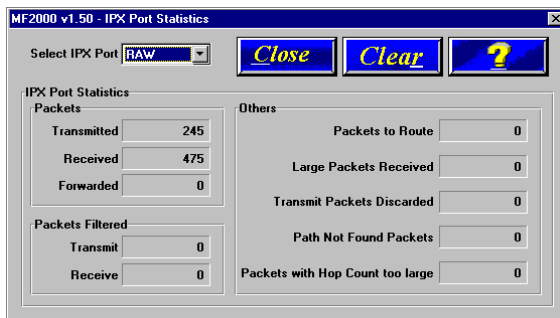 MF2000 v1.50 - IPX Port Statistics
Select IPX Port RAW Close Clear ?
IPX Port Statistics
Packets
Transmitted 245
Received 475
Forwarded 0
Packets Filtered
Transmit 0
Receive 0
Others
Packets to Route 0
Large Packets Received 0
Transmit Packets Discarded 0
Path Not Found Packets 0
Packets with Hop Count too large 0